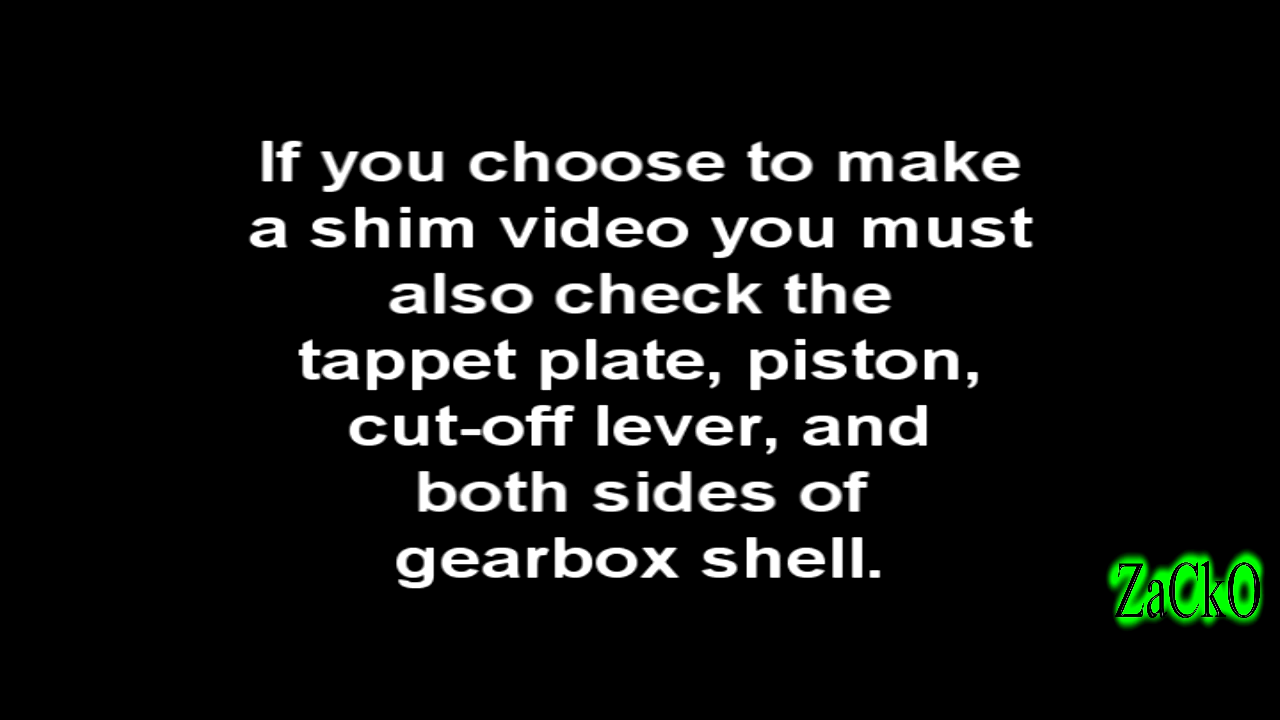 If you choose to make
a shim video you must
also check the
tappet plate, piston,
cut-off lever, and
both sides of
gearbox shell.
ZaCkO